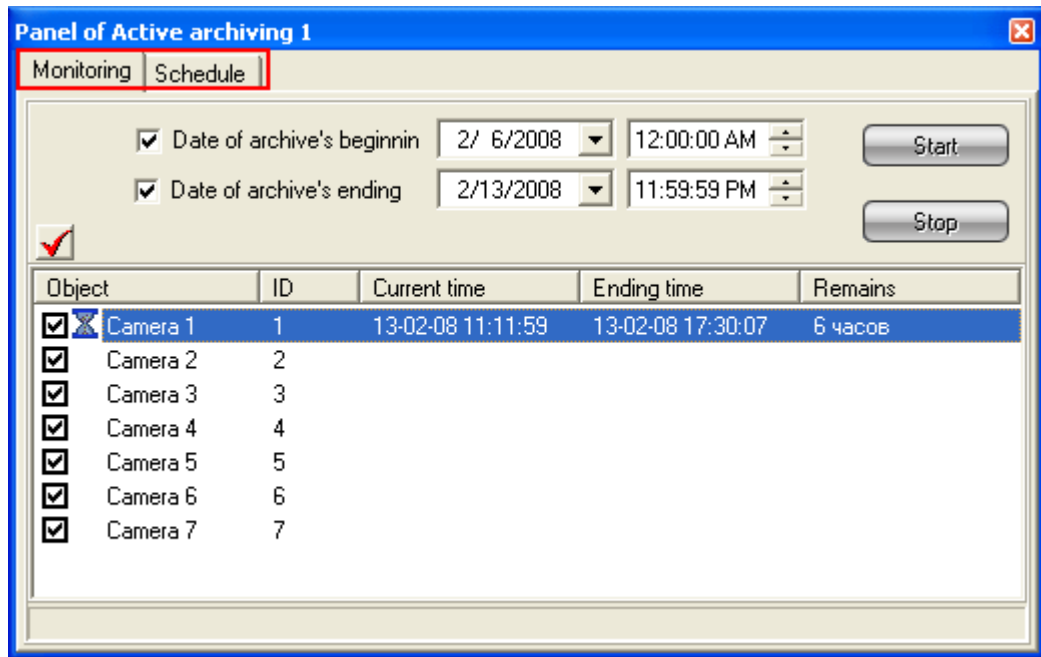 Panel of Active archiving 1
Monitoring Schedule
Date of archive's beginnin 2/ 6/2008 12:00:00 AM Start
Date of archive's ending 2/13/2008 11:59:59 PM
Stop
Object ID Current time Ending time Remains
Camera 1 1 13-02-08 11:11:59 13-02-08 17:30:07 6 часов
Camera 2 2
Camera 3 3
Camera 4 4
Camera 5 5
Camera 6 6
Camera 7 7